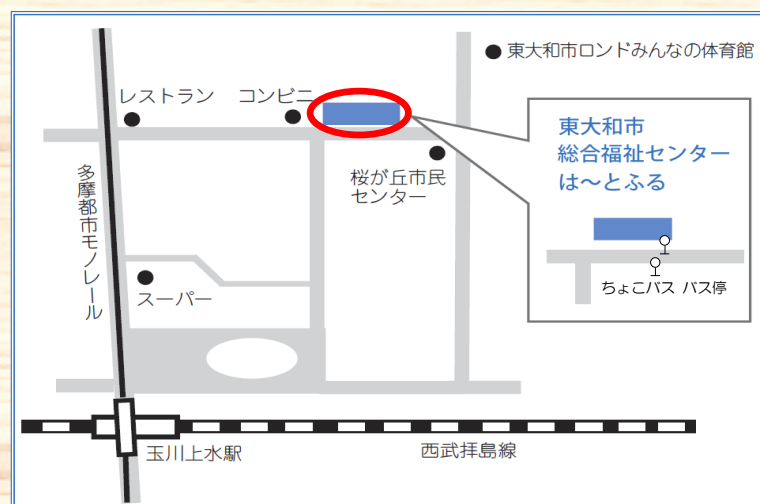 東大和市ロンドみんなの体育館
レストラン
コンビニ
東大和市
総合福祉センター
は～とふる
桜が丘市民
センター
多摩都市モノレール
スーパー
ちょこバス バス停
玉川上水駅
西武拝島線